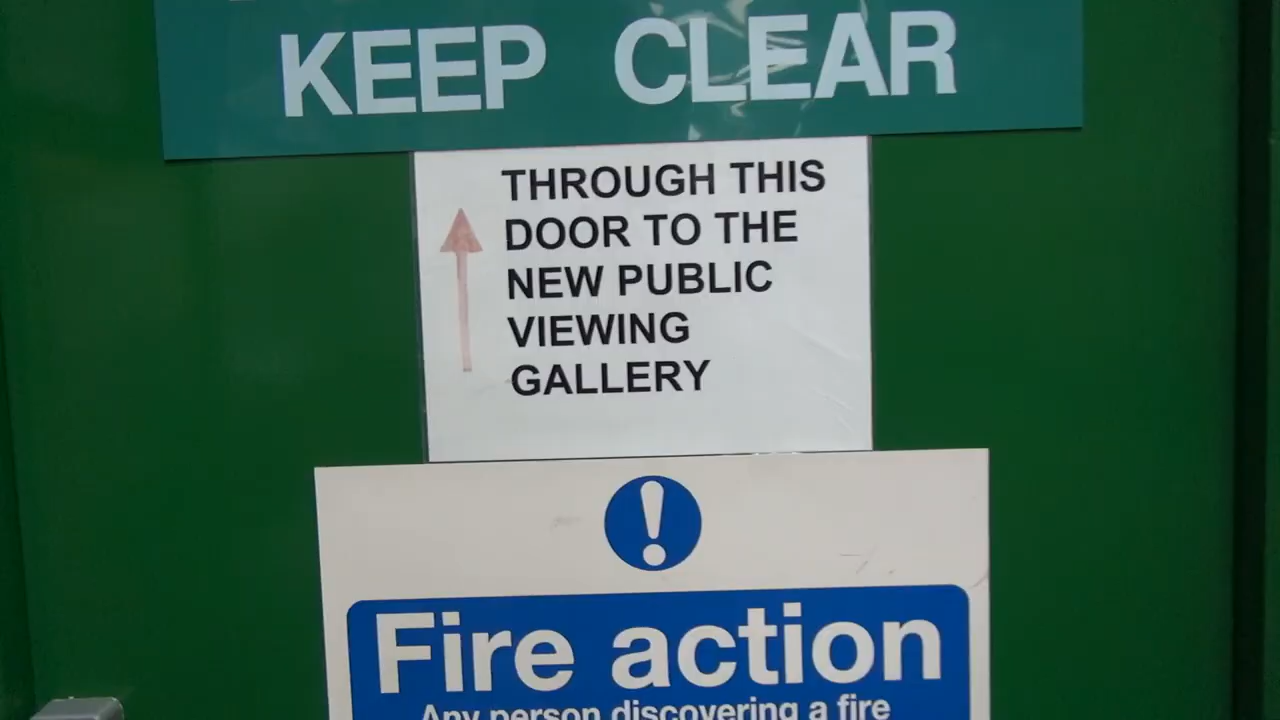 KEEP CLEAR
THROUGH THIS
DOOR TO THE
NEW PUBLIC
VIEWING
GALLERY
Fire action
Any person discovering a fire